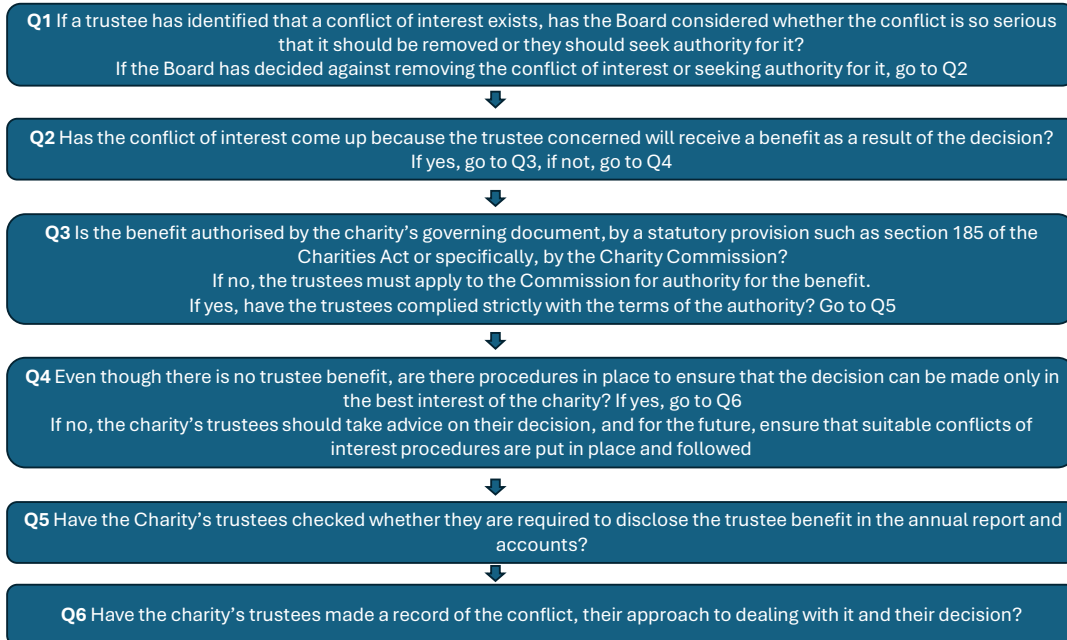 Q1 If a trustee has identified that a conflict of interest exists, has the Board considered whether the conflict is so serious
that it should be removed or they should seek authority for it?
If the Board has decided against removing the conflict of interest or seeking authority for it, go to Q2
Q2 Has the conflict of interest come up because the trustee concerned will receive a benefit as a result of the decision?
If yes, go to Q3, if not, go to Q4
Q3 Is the benefit authorised by the charity’s governing document, by a statutory provision such as section 185 of the
Charities Act or specifically, by the Charity Commission?
If no, the trustees must apply to the Commission for authority for the benefit.
If yes, have the trustees complied strictly with the terms of the authority? Go to Q5
Q4 Even though there is no trustee benefit, are there procedures in place to ensure that the decision can be made only in
the best interest of the charity? If yes, go to Q6
If no, the charity’s trustees should take advice on their decision, and for the future, ensure that suitable conflicts of
interest procedures are put in place and followed
Q5 Have the Charity’s trustees checked whether they are required to disclose the trustee benefit in the annual report and
accounts?
Q6 Have the charity’s trustees made a record of the conflict, their approach to dealing with it and their decision?